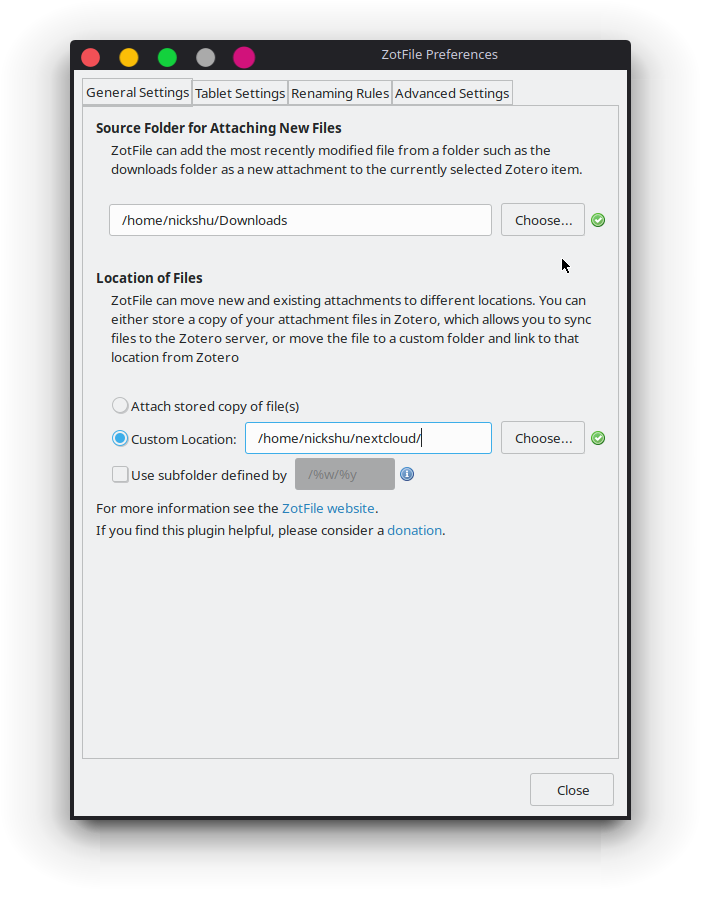 ZotFile Preferences
General Settings Tablet Settings Renaming Rules Advanced Settings
Source Folder for Attaching New Files
ZotFile can add the most recently modified file from a folder such as the
downloads folder as a new attachment to the currently selected Zotero item.
/home/nickshu/Downloads Choose...
Location of Files
ZotFile can move new and existing attachments to different locations. You can
either store a copy of your attachment files in Zotero, which allows you to sync
files to the Zotero server, or move the file to a custom folder and link to that
location from Zotero
Attach stored copy of file(s)
Custom Location: /home/nickshu/nextcloud/ Choose...
Use subfolder defined by /%w/%y
For more information see the ZotFile website.
If you find this plugin helpful, please consider a donation.
Close